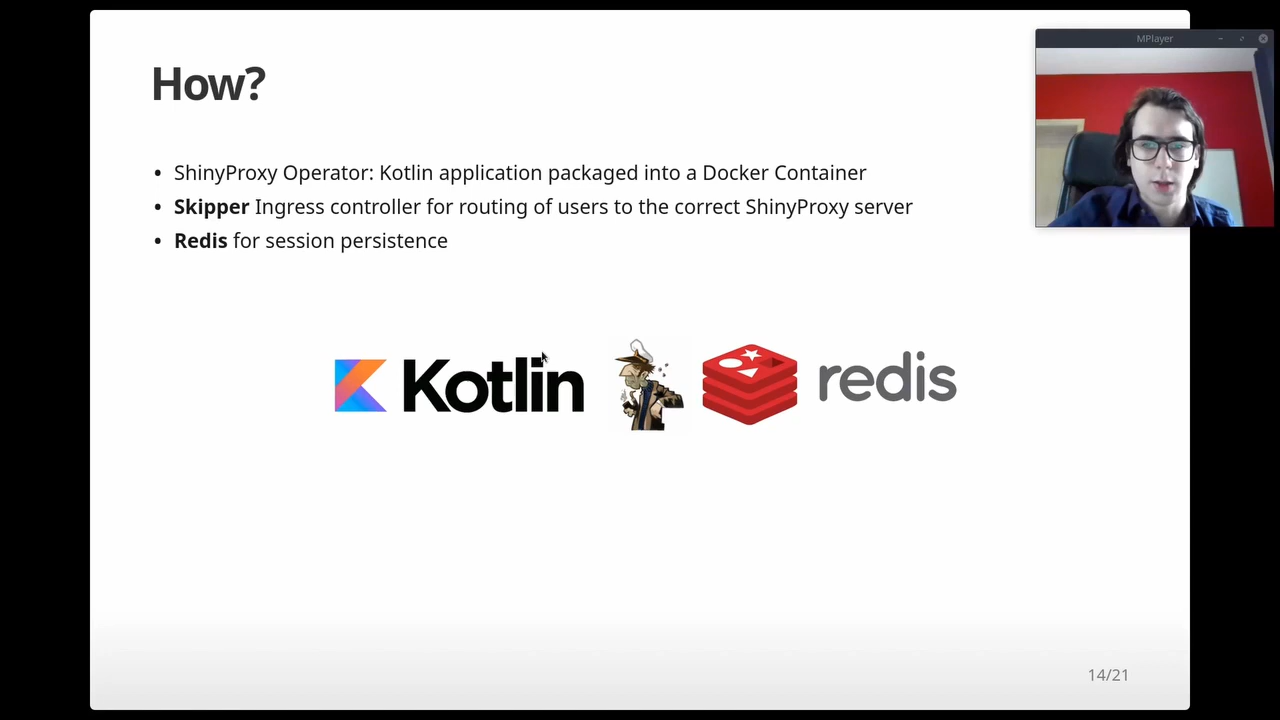 How?
MPlayer
• ShinyProxy Operator: Kotlin application packaged into a Docker Container
• Skipper Ingress controller for routing of users to the correct ShinyProxy server
• Redis for session persistence
Kotlin
redis
14/21